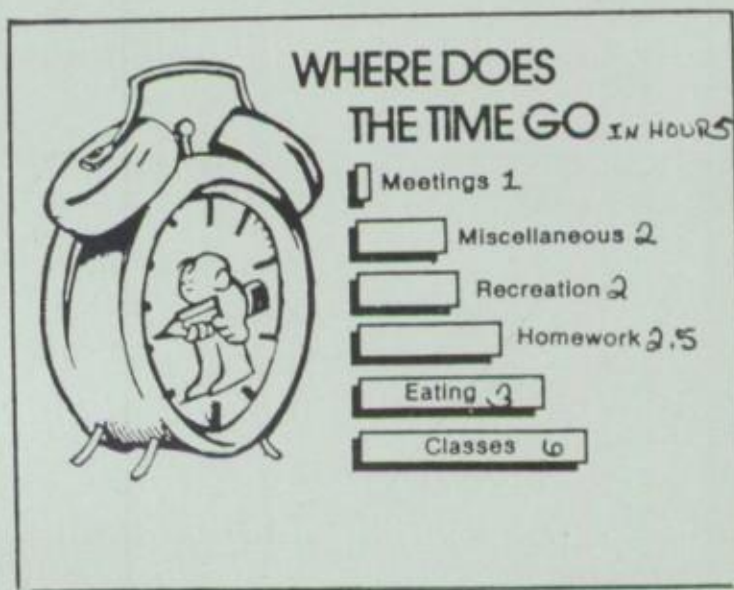 WHERE DOES
THE TIME GO IN HOURS
Meetings 1
Miscellaneous 2
Recreation 2
Homework 2.5
Eating 3
Classes 6